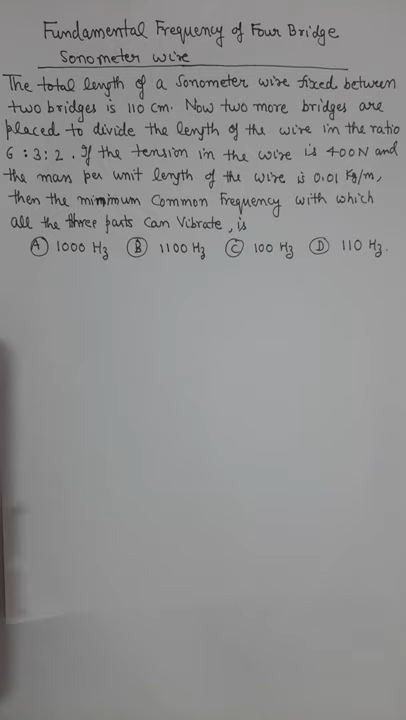 Fundamental Frequency of Four Bridge
Sonometer wire
The total length of a Sonometer wire fixed between
two bridges is 110 cm. Now two more bridges are
placed to divide the length of the wire in the ratio
6 : 3 : 2. If the tension in the wire is 400N and
the mass per unit length of the wire is 0.01 Kg/m,
then the minimum Common Frequency with which
all the three parts Can Vibrate, is
(A) 1000 Hz (B) 1100 Hz (C) 100 Hz (D) 110 Hz.